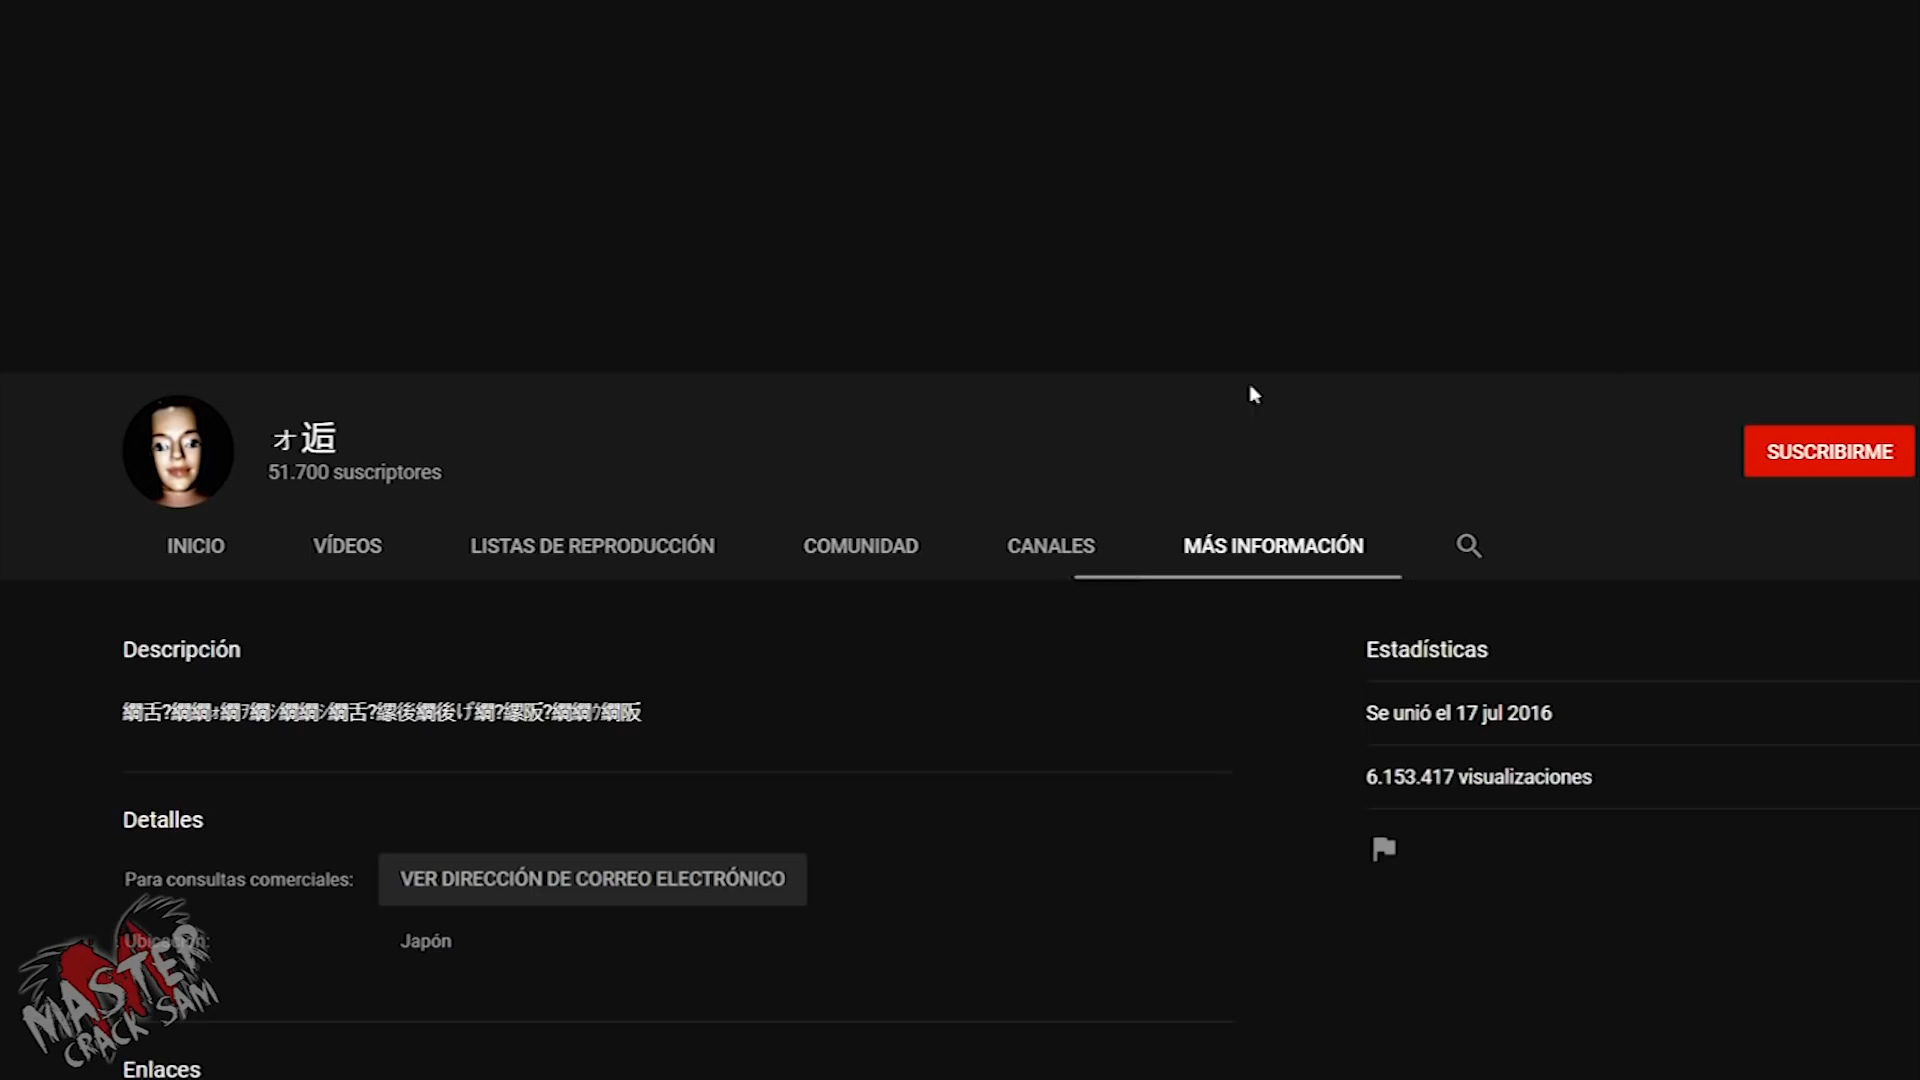 ォ逅
51.700 suscriptores
SUSCRIBIRME
INICIO VÍDEOS LISTAS DE REPRODUCCIÓN COMUNIDAD CANALES MÁS INFORMACIÓN
Descripción
Estadísticas
Se unió el 17 jul 2016
6.153.417 visualizaciones
Detalles
Para consultas comerciales: VER DIRECCIÓN DE CORREO ELECTRÓNICO
Ubicación: Japón
MASTER
CRACK SAM
Enlaces